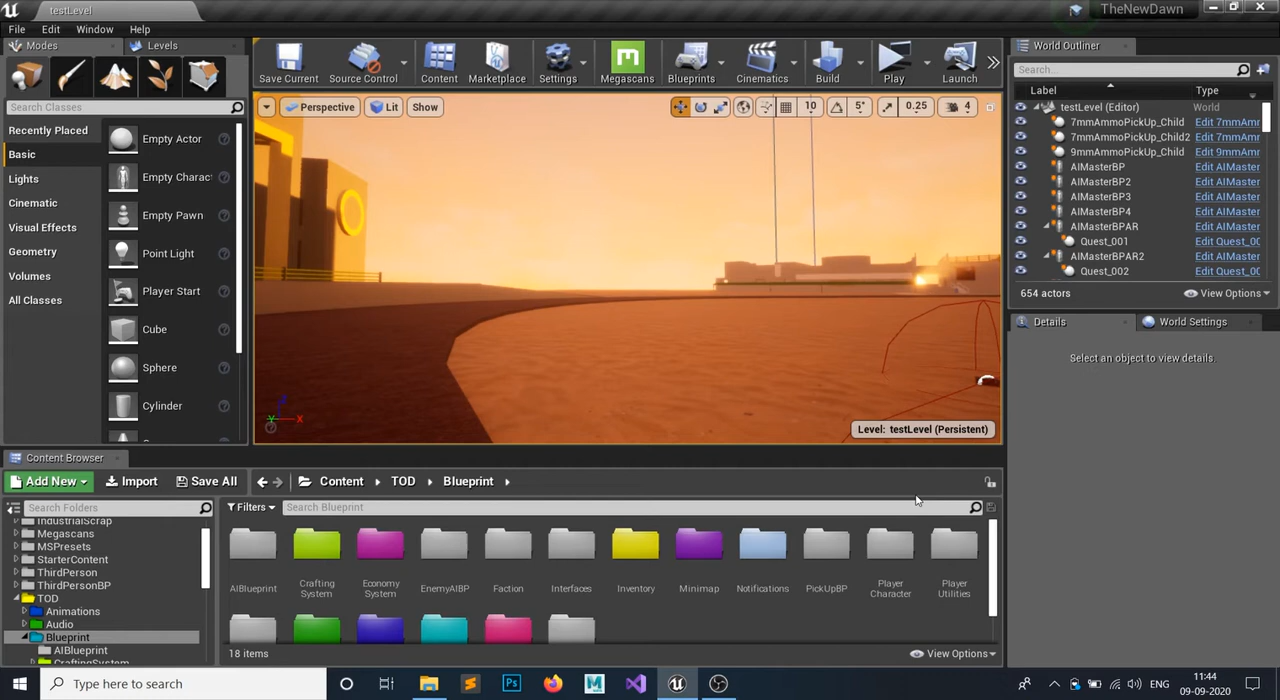 testLevel
TheNewDawn
File Edit Window Help
Modes
Levels
Search Classes
Recently Placed
Basic
Lights
Cinematic
Visual Effects
Geometry
Volumes
All Classes
Empty Actor
Empty Charac
Empty Pawn
Point Light
Player Start
Cube
Sphere
Cylinder
Save Current
Source Control
Content
Marketplace
Settings
Megascans
Blueprints
Cinematics
Build
Play
Launch
Perspective
Lit
Show
10
5°
0.25
4
Level: testLevel (Persistent)
World Outliner
Search...
Label Type
testLevel (Editor) World
7mmAmmoPickUp_Child Edit 7mmAmr
7mmAmmoPickUp_Child2 Edit 7mmAmr
9mmAmmoPickUp_Child Edit 9mmAmr
AIMasterBP Edit AIMaster
AIMasterBP2 Edit AIMaster
AIMasterBP3 Edit AIMaster
AIMasterBP4 Edit AIMaster
AIMasterBPAR Edit AIMaster
Quest_001 Edit Quest_00
AIMasterBPAR2 Edit AIMaster
Quest_002 Edit Quest_00
654 actors
View Options
Details
World Settings
Select an object to view details.
Content Browser
Add New
Import
Save All
Content
TOD
Blueprint
Search Folders
IndustrialScrap
Megascans
MSPresets
StarterContent
ThirdPerson
ThirdPersonBP
TOD
Animations
Audio
Blueprint
AIBlueprint
CraftingSystem
Filters
Search Blueprint
AIBlueprint
Crafting
System
Economy
System
EnemyAIBP
Faction
Interfaces
Inventory
Minimap
Notifications
PickUpBP
Player
Character
Player
Utilities
18 items
View Options
Type here to search
ENG
11:44
09-09-2020